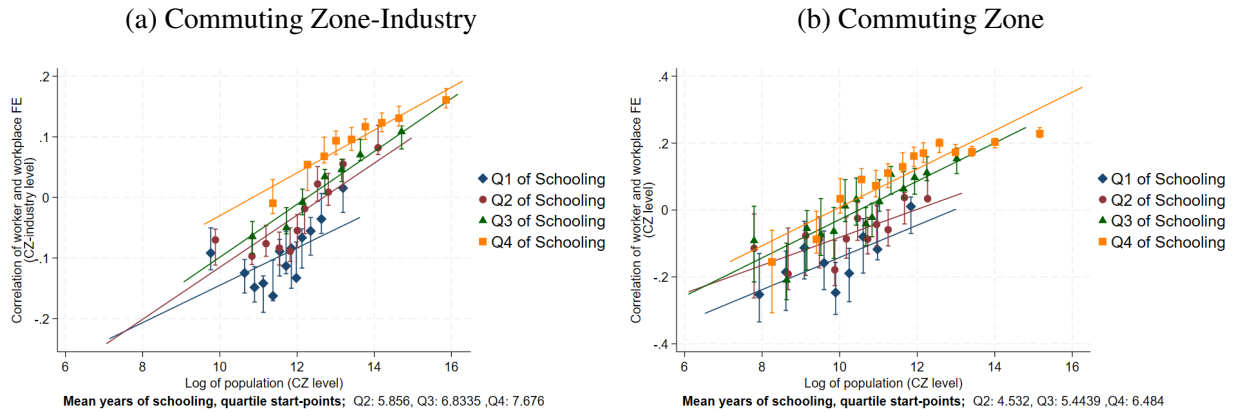 (a) Commuting Zone-Industry
Correlation of worker and workplace FE
(CZ-industry level)
.2
.1
0
-.1
-.2
6 8 10 12 14 16
Log of population (CZ level)
Q1 of Schooling
Q2 of Schooling
Q3 of Schooling
Q4 of Schooling
Mean years of schooling, quartile start-points; Q2: 5.856, Q3: 6.8335 ,Q4: 7.676
(b) Commuting Zone
Correlation of worker and workplace FE
(CZ level)
.4
.2
0
-.2
-.4
6 8 10 12 14 16
Log of population (CZ level)
Q1 of Schooling
Q2 of Schooling
Q3 of Schooling
Q4 of Schooling
Mean years of schooling, quartile start-points; Q2: 4.532, Q3: 5.4439 ,Q4: 6.484